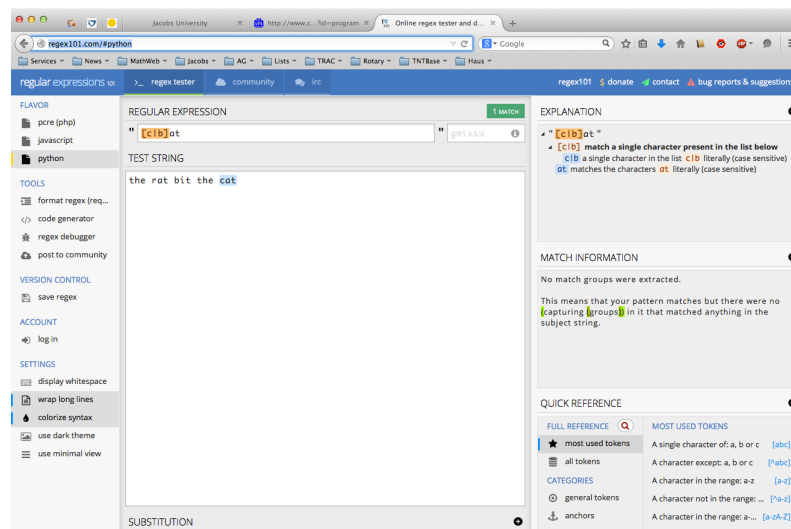 Jacobs University
http://www.c...?id=program
Online regex tester and d...
regex101.com/#python
Google
Services
News
MathWeb
Jacobs
AG
Lists
TRAC
Rotary
TNTBase
Haus
regular expressions 101
>_ regex tester
community
irc
regex101
$ donate
contact
bug reports & suggestion
FLAVOR
pcre (php)
javascript
python
TOOLS
format regex (req...
</> code generator
regex debugger
post to community
VERSION CONTROL
save regex
ACCOUNT
log in
SETTINGS
display whitespace
wrap long lines
colorize syntax
use dark theme
use minimal view
REGULAR EXPRESSION
1 MATCH
" [c|b]at " gmixsu
TEST STRING
the rat bit the cat
SUBSTITUTION
EXPLANATION
" [c|b]at "
[c|b] match a single character present in the list below
c|b a single character in the list c|b literally (case sensitive)
at matches the characters at literally (case sensitive)
MATCH INFORMATION
No match groups were extracted.
This means that your pattern matches but there were no
(capturing (groups)) in it that matched anything in the
subject string.
QUICK REFERENCE
FULL REFERENCE
most used tokens
all tokens
CATEGORIES
general tokens
anchors
MOST USED TOKENS
A single character of: a, b or c [abc]
A character except: a, b or c [^abc]
A character in the range: a-z [a-z]
A character not in the range: ... [^a-z]
A character in the range: a-... [a-zA-Z]